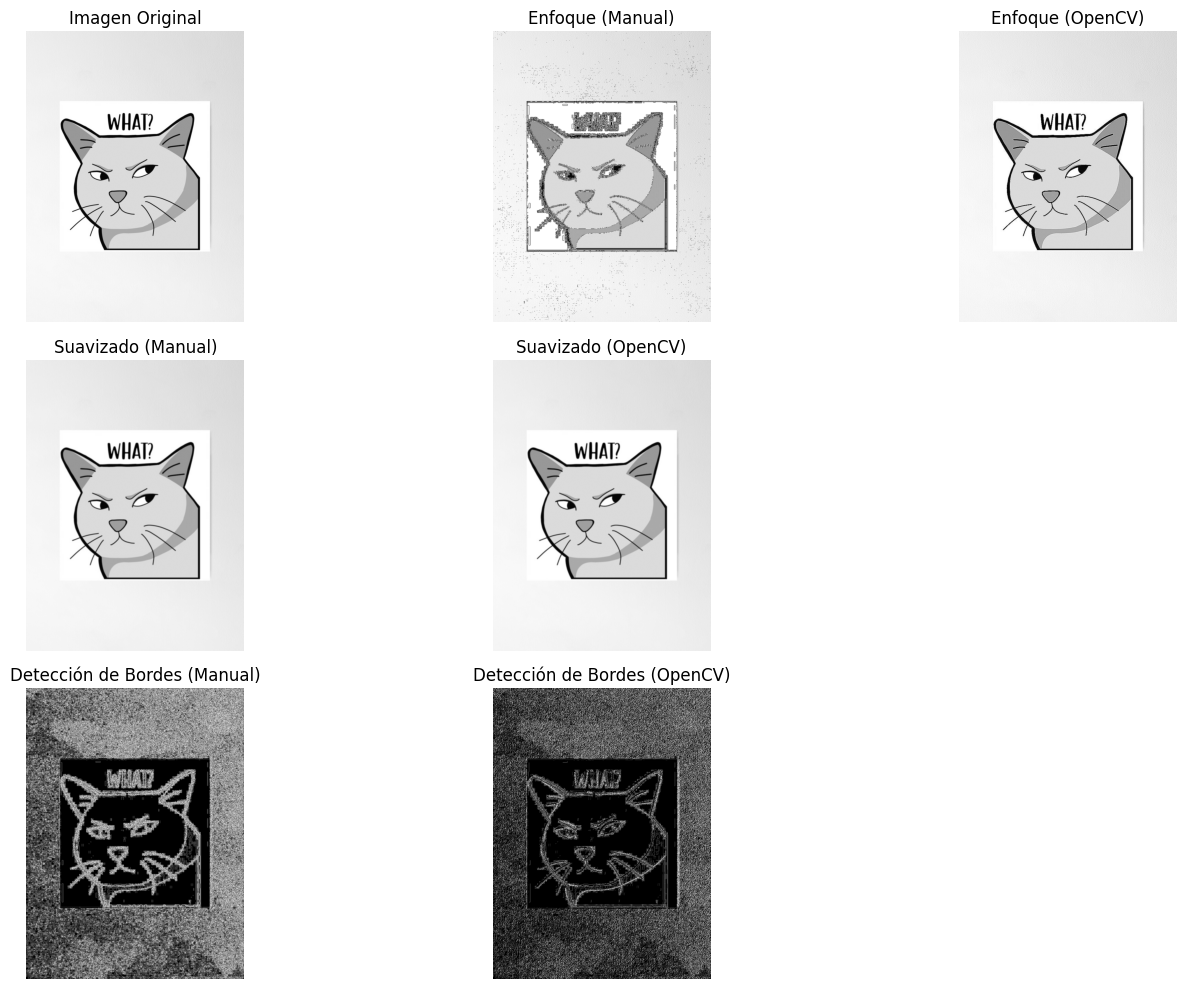 Imagen Original
Enfoque (Manual)
Enfoque (OpenCV)
WHAT?
WHAT?
WHAT?
Suavizado (Manual)
Suavizado (OpenCV)
WHAT?
WHAT?
Detección de Bordes (Manual)
Detección de Bordes (OpenCV)
WHAT?
WHAT?